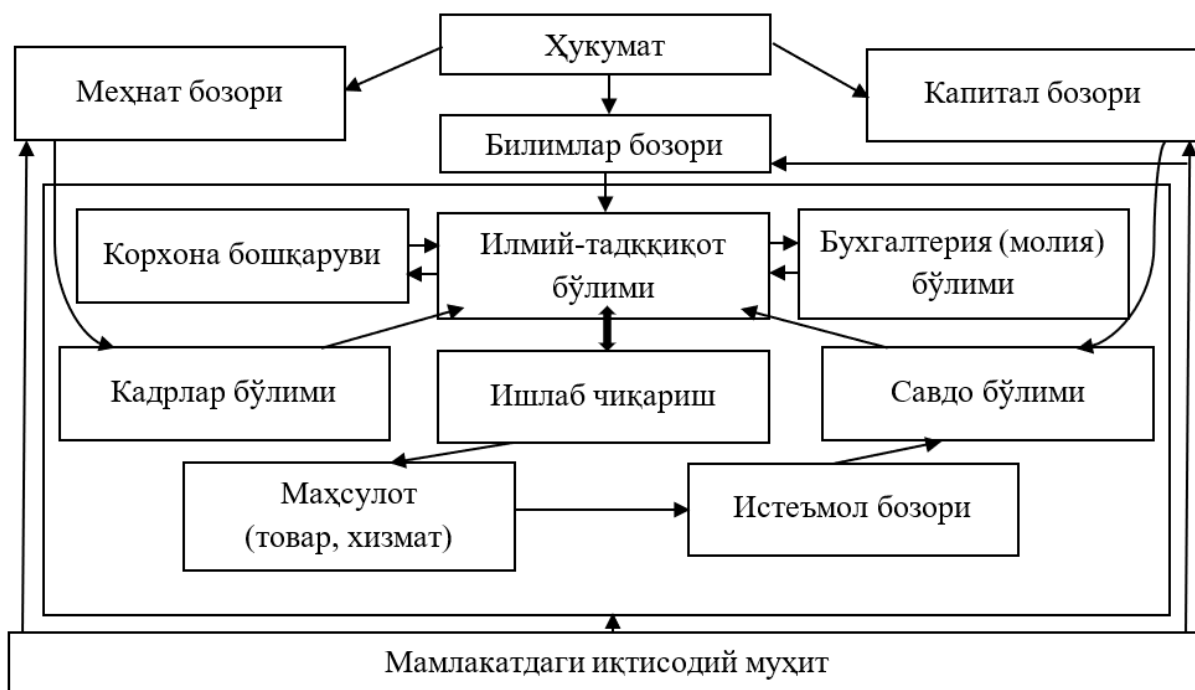 Ҳукумат
Меҳнат бозори
Капитал бозори
Билимлар бозори
Корхона бошқаруви
Илмий-тадққиқот
бўлими
Бухгалтерия (молия)
бўлими
Кадрлар бўлими
Ишлаб чиқариш
Савдо бўлими
Маҳсулот
(товар, хизмат)
Истеъмол бозори
Мамлакатдаги иқтисодий муҳит